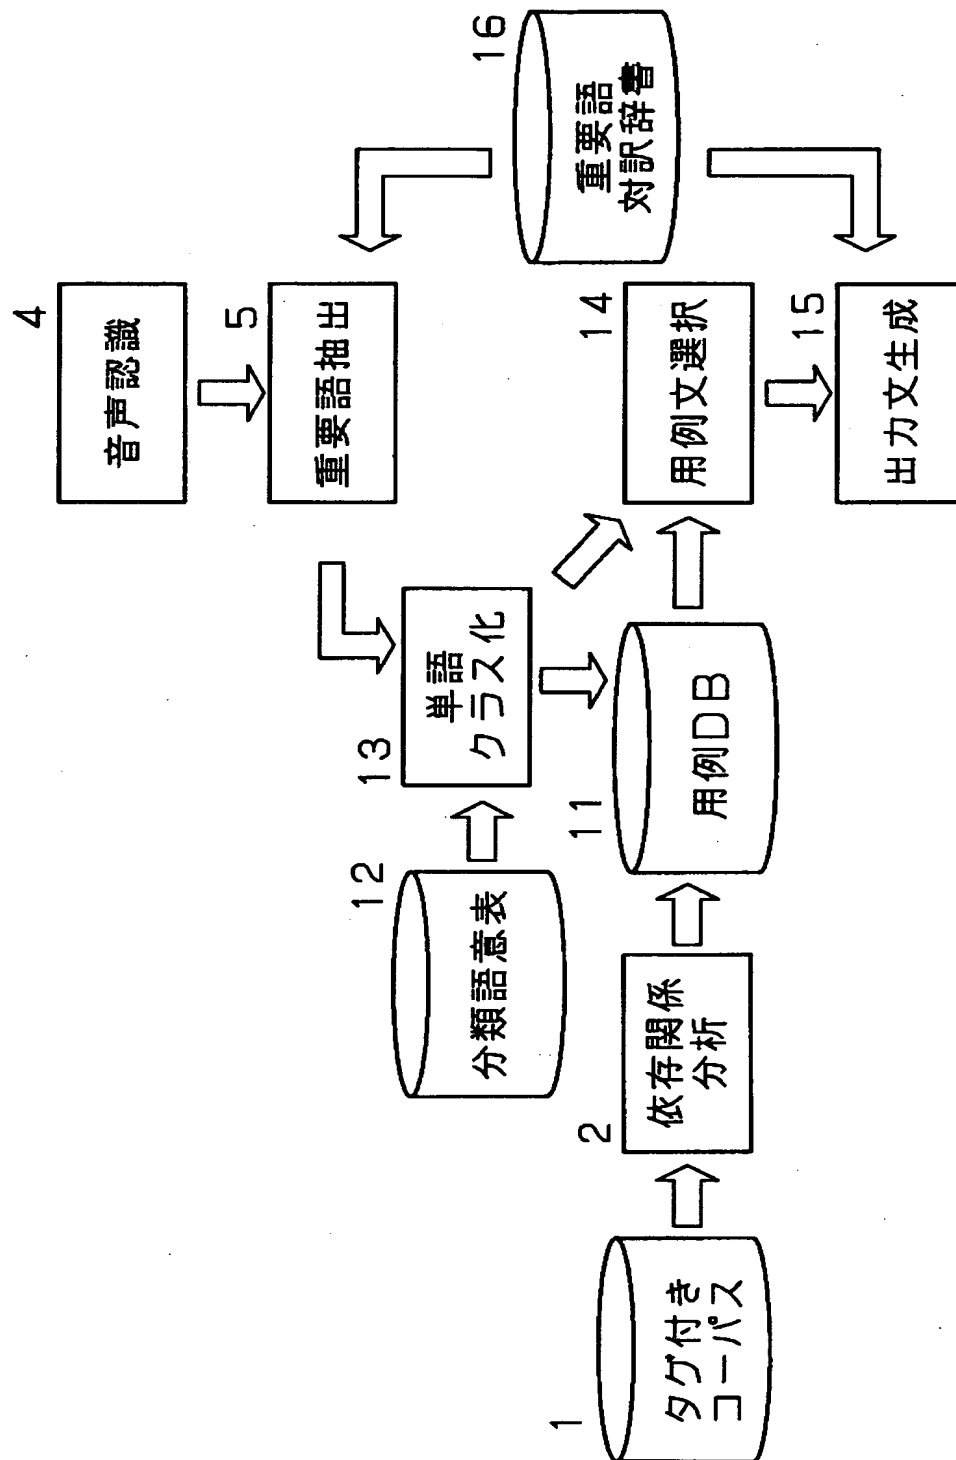 4
音声認識
5
重要語抽出
16
重要語
対訳辞書
12
分類語意表
13
単語
クラス化
14
用例文選択
1
タグ付き
コーパス
2
依存関係
分析
11
用例DB
15
出力文生成